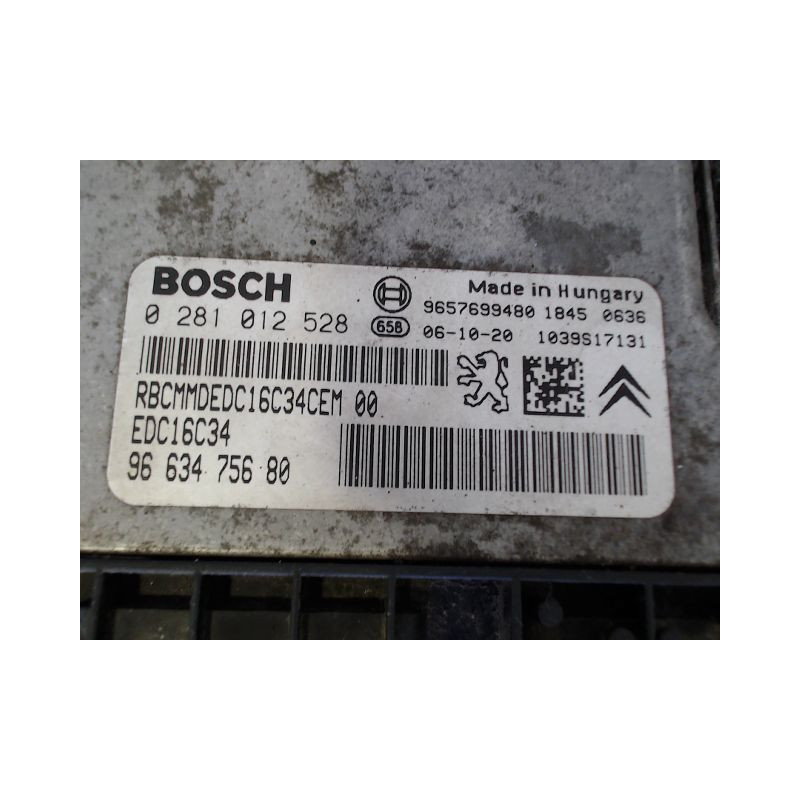 BOSCH
Made in Hungary
9657699480 1845 0636
0 281 012 528
658 06-10-20 1039S17131
RBCMMDEDC16C34CEM 00
EDC16C34
96 634 756 80